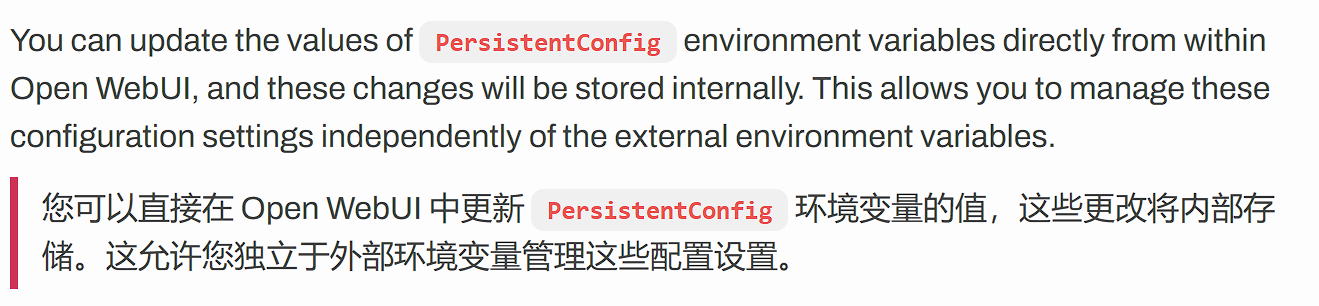 You can update the values of PersistentConfig environment variables directly from within
Open WebUI, and these changes will be stored internally. This allows you to manage these
configuration settings independently of the external environment variables.
您可以直接在 Open WebUI 中更新 PersistentConfig 环境变量的值，这些更改将内部存
储。这允许您独立于外部环境变量管理这些配置设置。